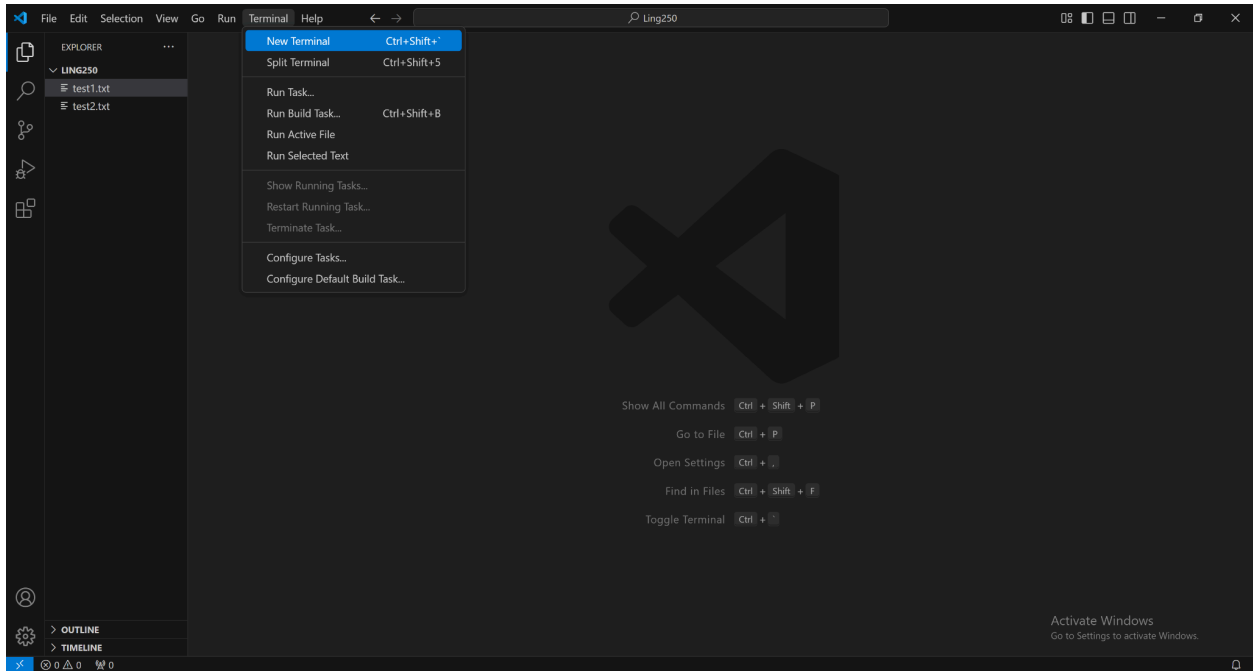 File Edit Selection View Go Run Terminal Help Ling250
EXPLORER
LING250
test1.txt
test2.txt
New Terminal Ctrl+Shift+`
Split Terminal Ctrl+Shift+5
Run Task...
Run Build Task... Ctrl+Shift+B
Run Active File
Run Selected Text
Show Running Tasks...
Restart Running Task...
Terminate Task...
Configure Tasks...
Configure Default Build Task...
Show All Commands Ctrl + Shift + P
Go to File Ctrl + P
Open Settings Ctrl + ,
Find in Files Ctrl + Shift + F
Toggle Terminal Ctrl + `
Activate Windows
Go to Settings to activate Windows.
OUTLINE
TIMELINE
0 0 0